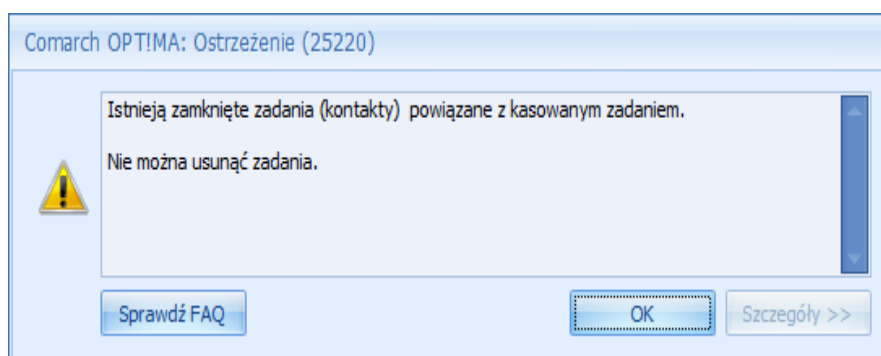 Comarch OPT!MA: Ostrzeżenie (25220)
Istnieją zamknięte zadania (kontakty) powiązane z kasowanym zadaniem.
Nie można usunąć zadania.
Sprawdź FAQ
OK
Szczegóły >>